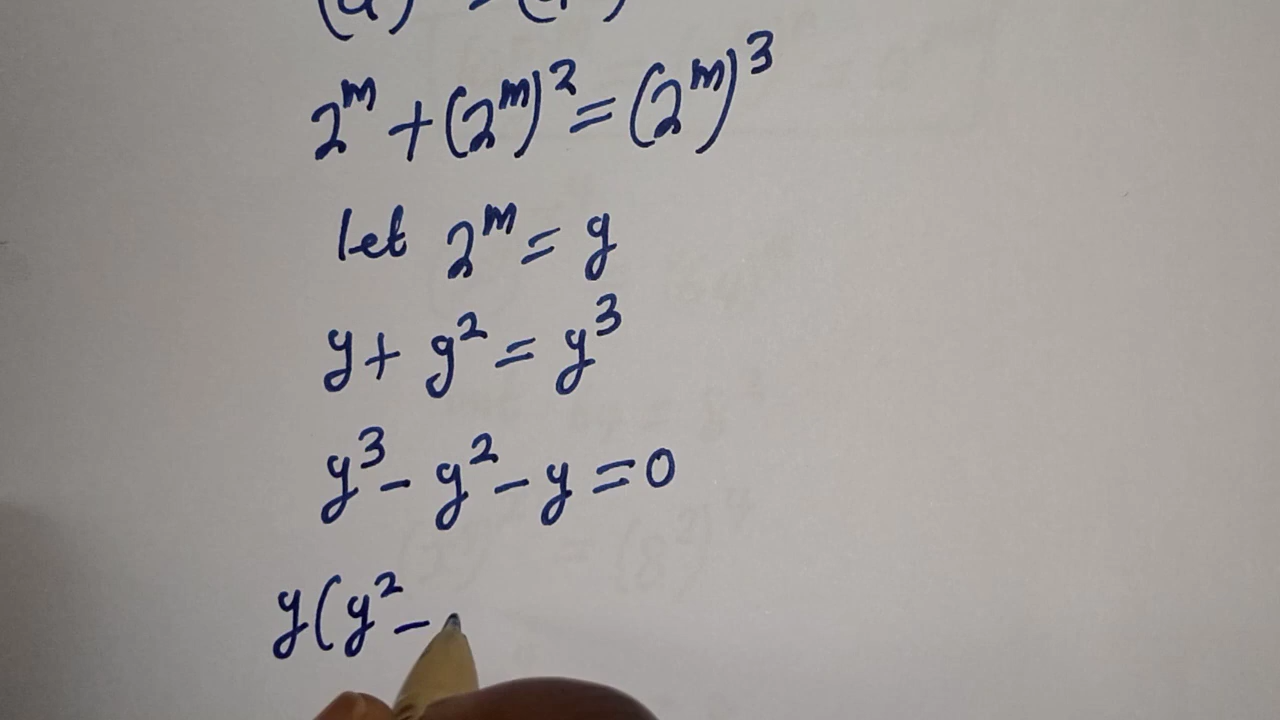 2^m + (2^m)^2 = (2^m)^3
let 2^m = y
y + y^2 = y^3
y^3 - y^2 - y = 0
y(y^2 -